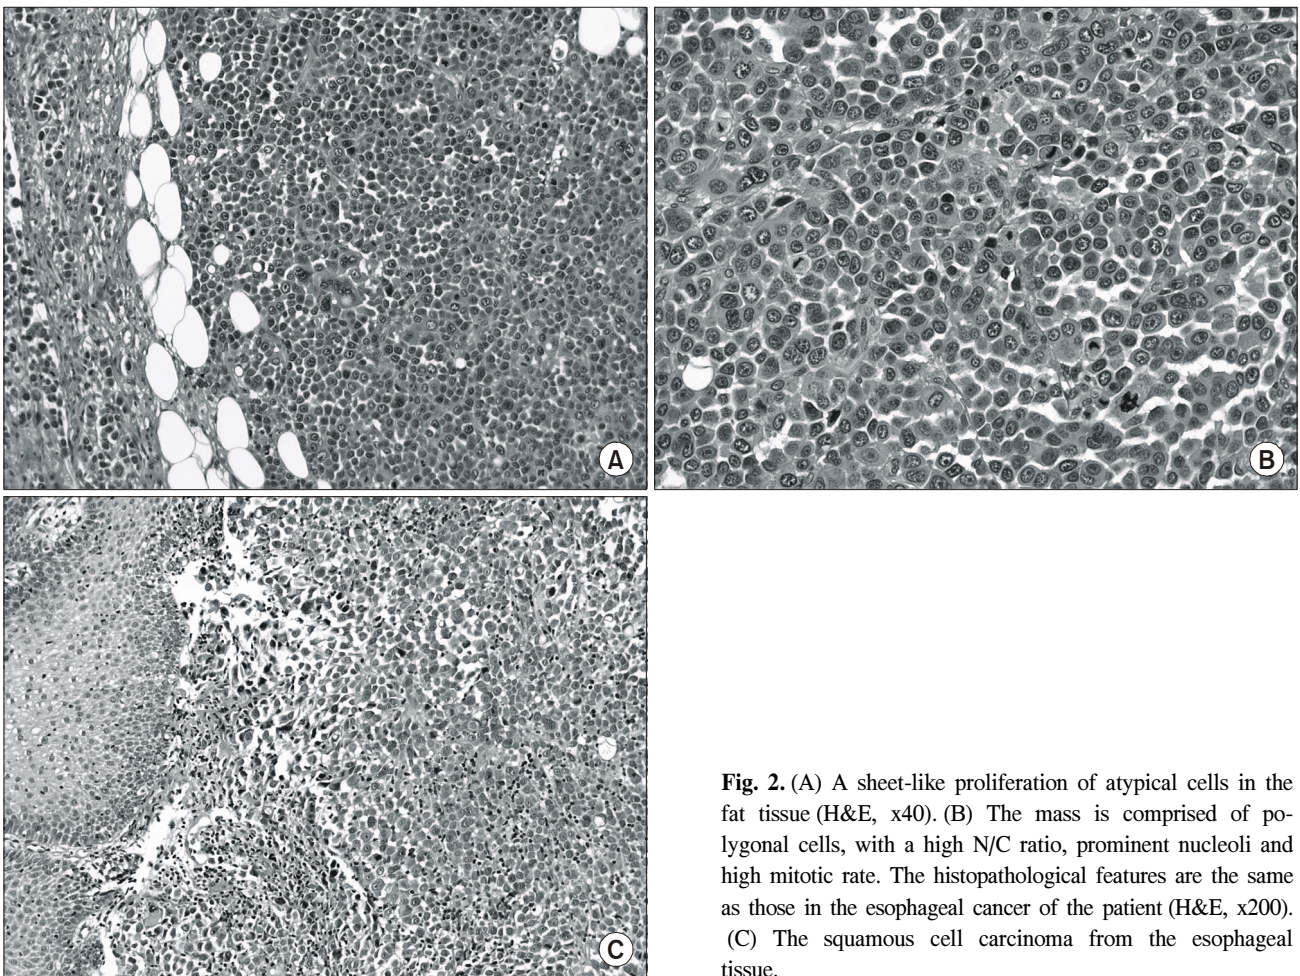 A
B
C
Fig. 2. (A) A sheet-like proliferation of atypical cells in the
fat tissue (H&E, x40). (B) The mass is comprised of po-
lygonal cells, with a high N/C ratio, prominent nucleoli and
high mitotic rate. The histopathological features are the same
as those in the esophageal cancer of the patient (H&E, x200).
(C) The squamous cell carcinoma from the esophageal
tissue.